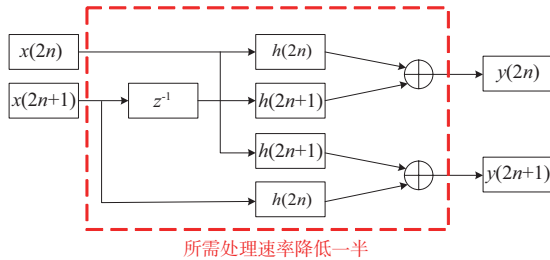 x(2n)
h(2n)
y(2n)
x(2n+1)
z⁻¹
h(2n+1)
h(2n+1)
y(2n+1)
h(2n)
所需处理速率降低一半